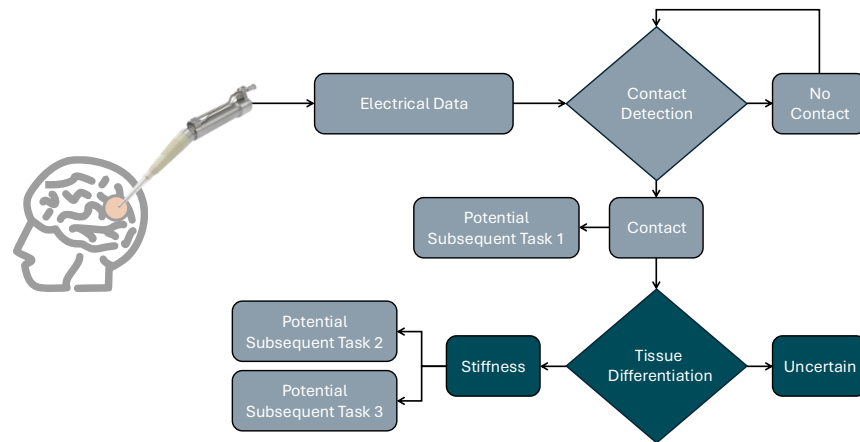 Electrical Data
Contact
Detection
No
Contact
Potential
Subsequent Task 1
Contact
Potential
Subsequent Task 2
Potential
Subsequent Task 3
Stiffness
Tissue
Differentiation
Uncertain